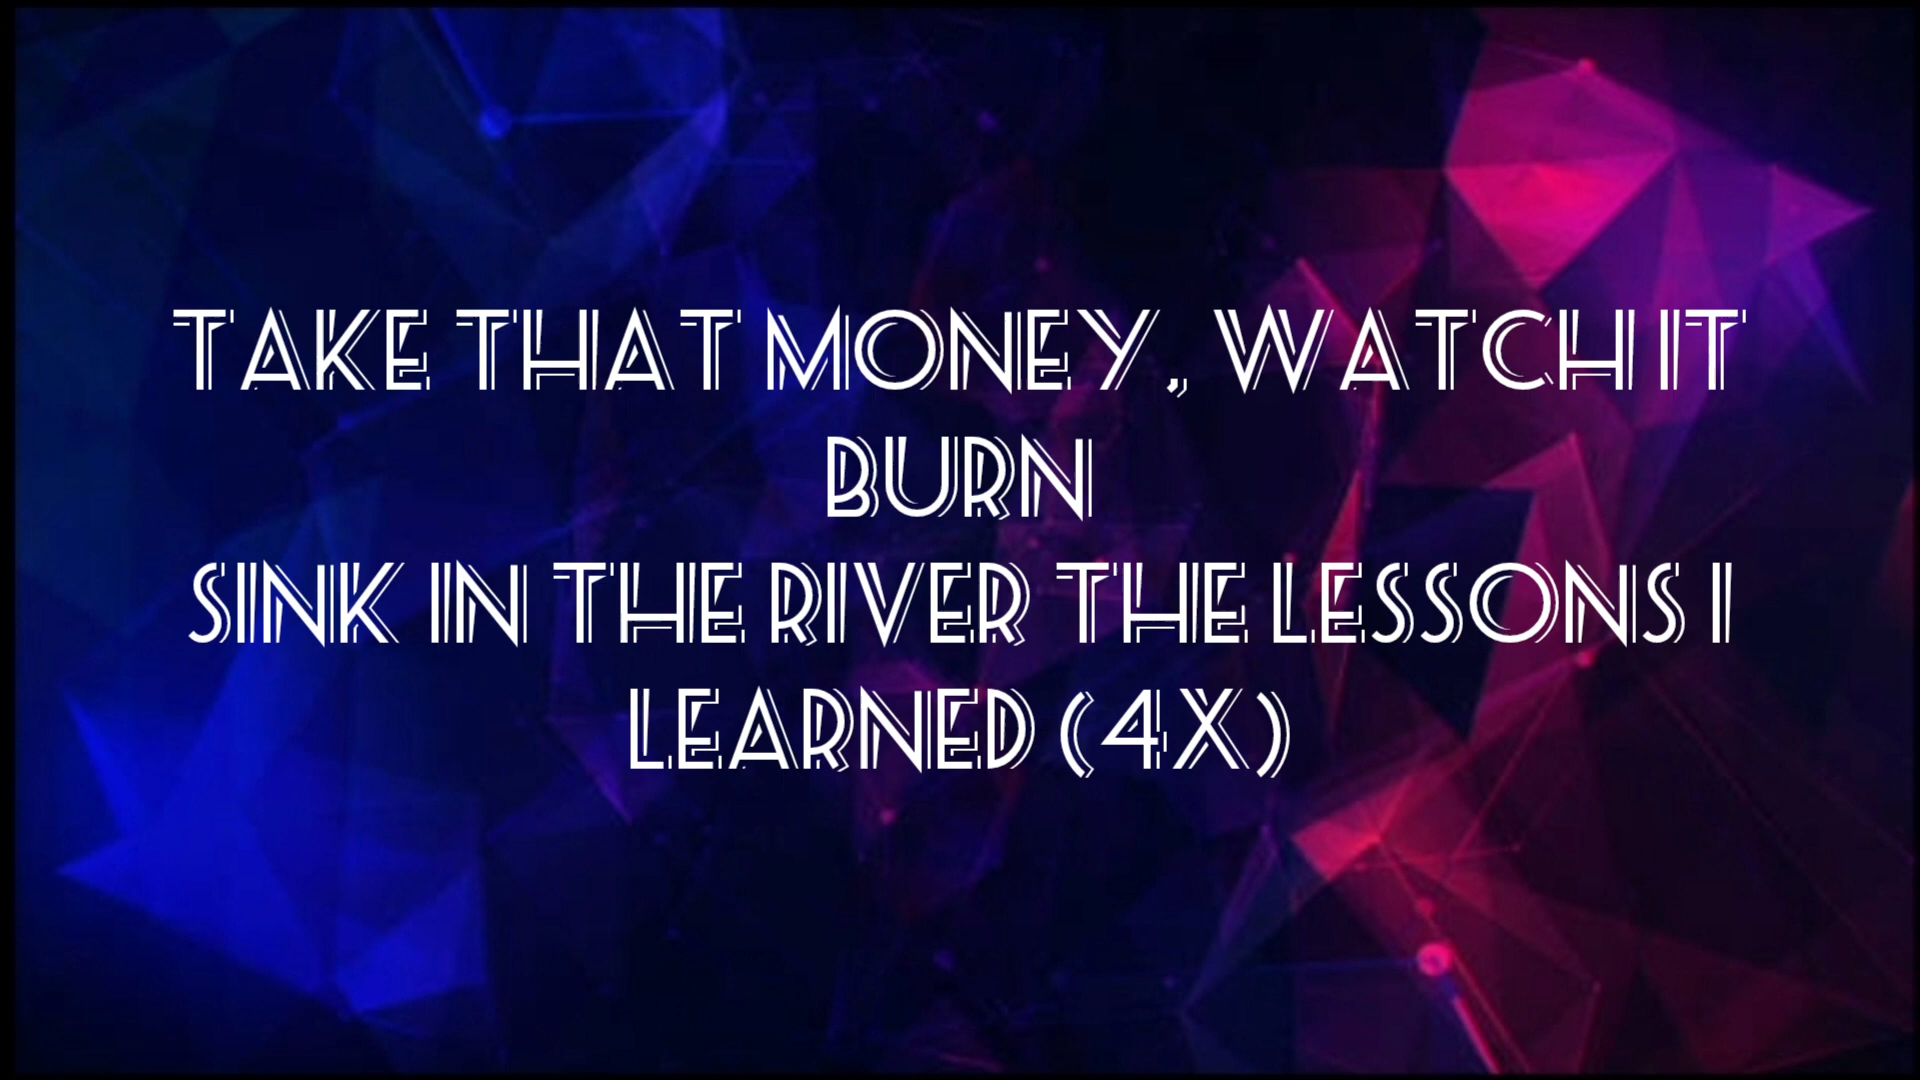 TAKE THAT MONEY, WATCH IT
BURN
SINK IN THE RIVER THE LESSONS I
LEARNED (4X)